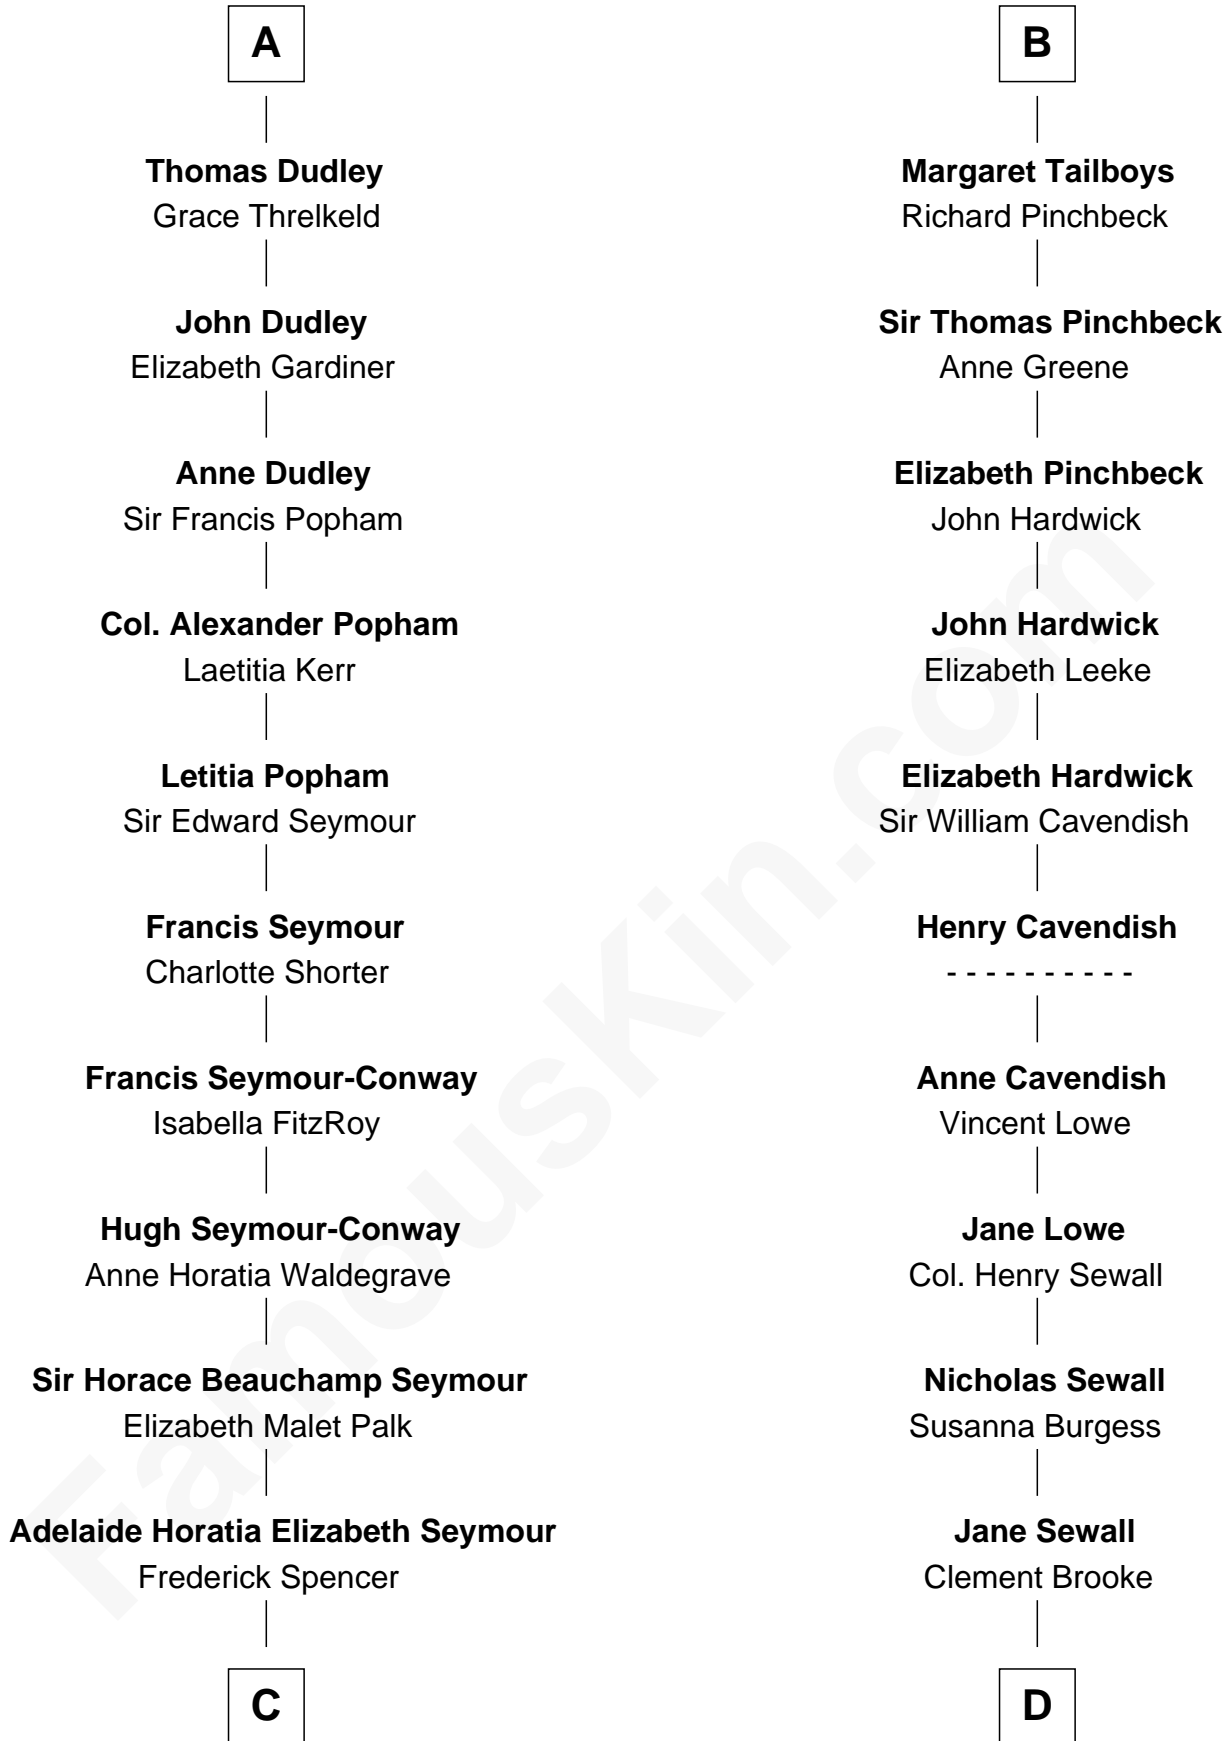 A
Thomas Dudley
Grace Threlkeld
John Dudley
Elizabeth Gardiner
Anne Dudley
Sir Francis Popham
Col. Alexander Popham
Laetitia Kerr
Letitia Popham
Sir Edward Seymour
Francis Seymour
Charlotte Shorter
Francis Seymour-Conway
Isabella FitzRoy
Hugh Seymour-Conway
Anne Horatia Waldegrave
Sir Horace Beauchamp Seymour
Elizabeth Malet Palk
Adelaide Horatia Elizabeth Seymour
Frederick Spencer
C
B
Margaret Tailboys
Richard Pinchbeck
Sir Thomas Pinchbeck
Anne Greene
Elizabeth Pinchbeck
John Hardwick
John Hardwick
Elizabeth Leeke
Elizabeth Hardwick
Sir William Cavendish
Henry Cavendish
- - - - - - - - - -
Anne Cavendish
Vincent Lowe
Jane Lowe
Col. Henry Sewall
Nicholas Sewall
Susanna Burgess
Jane Sewall
Clement Brooke
D
FamousKin.com